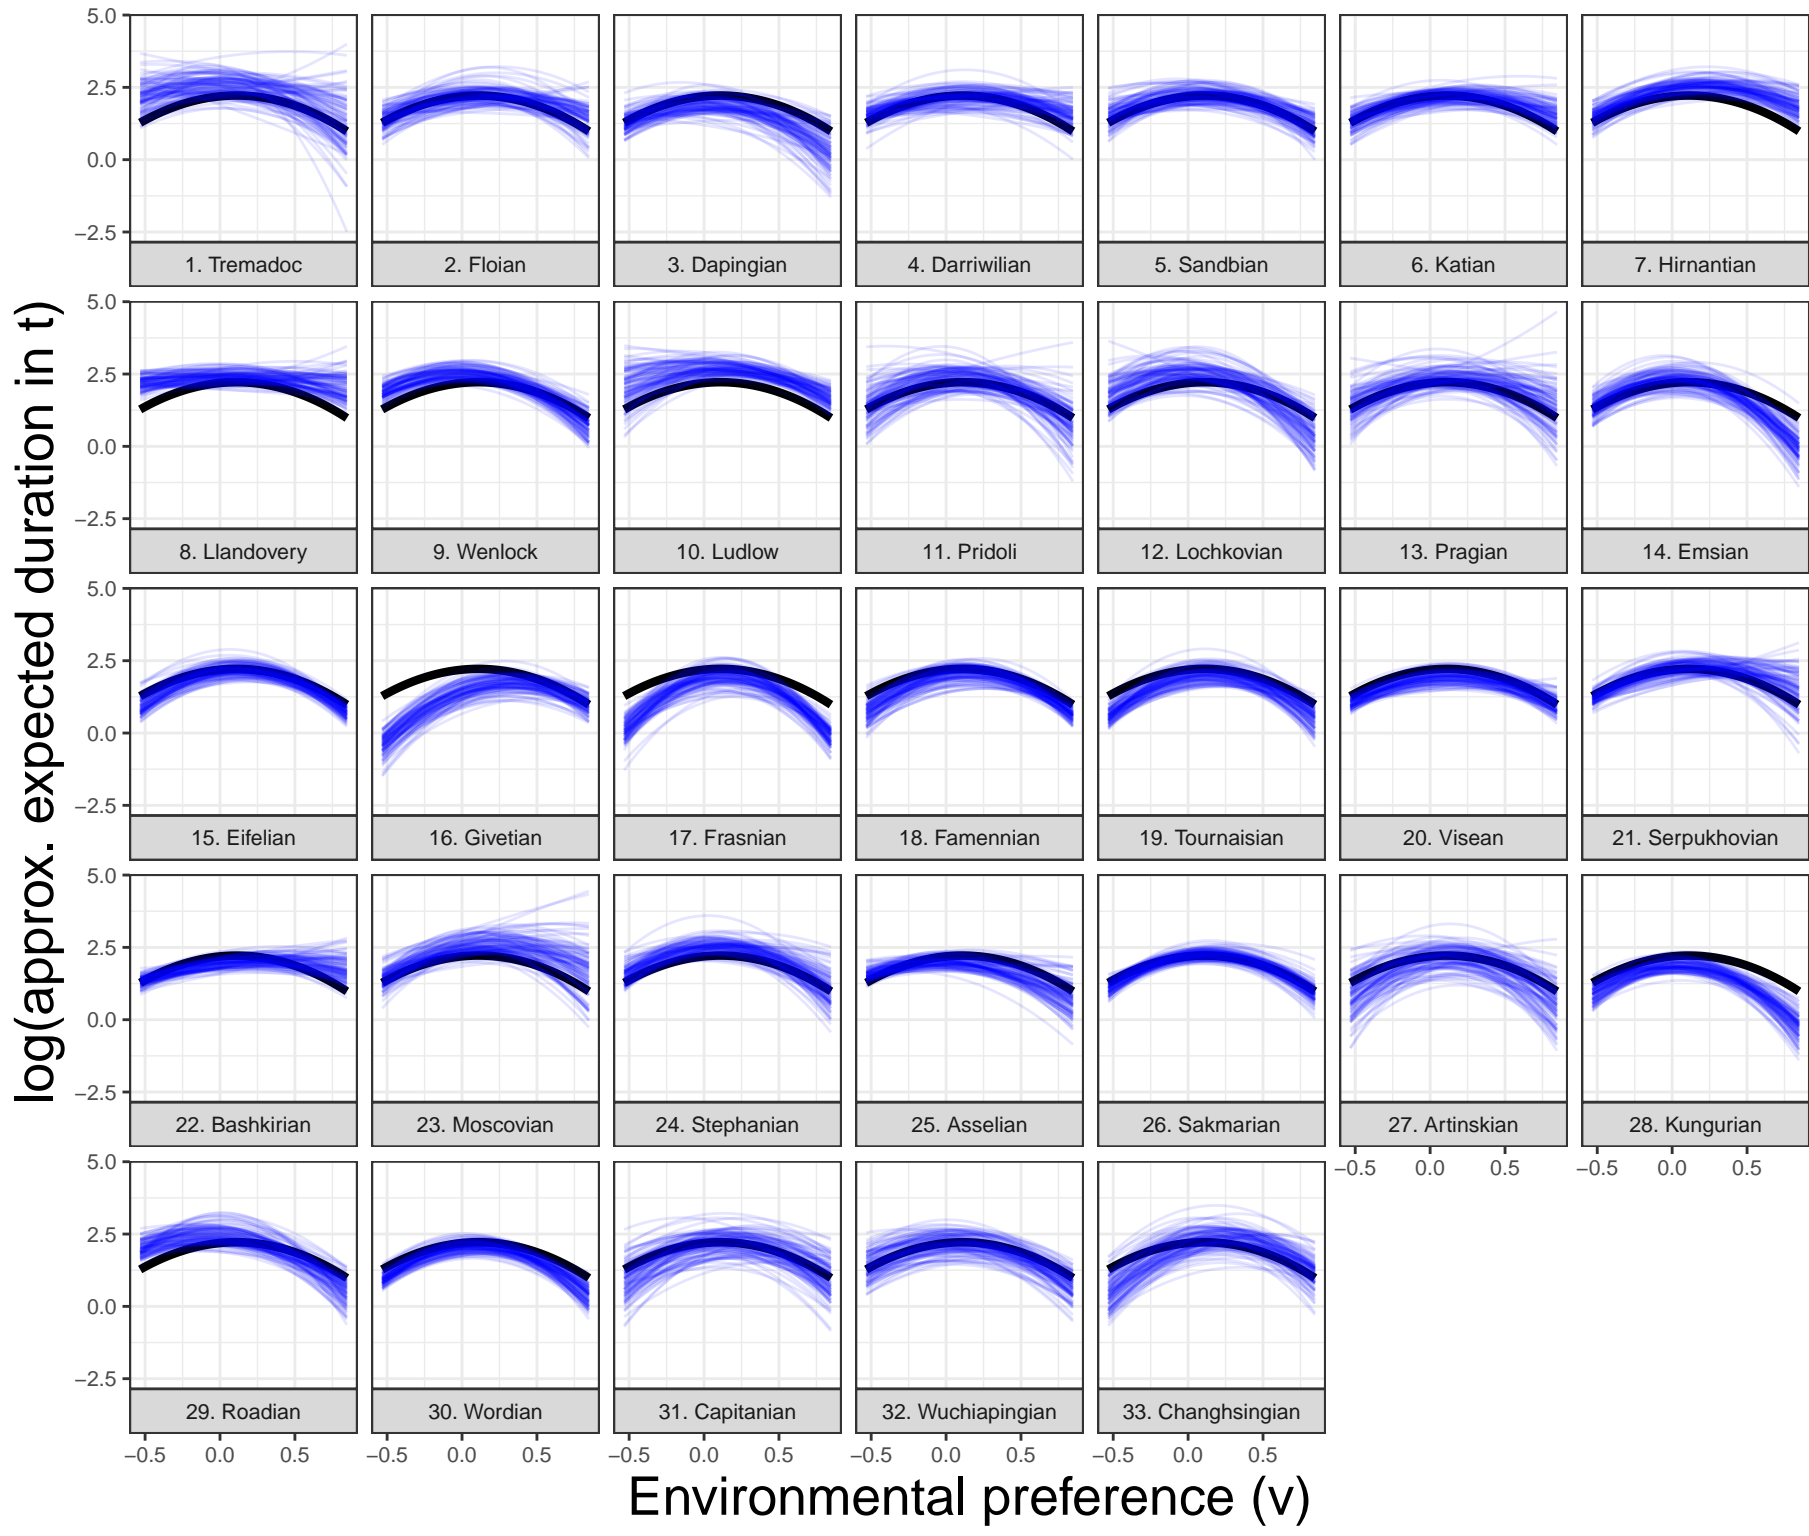 log(approx. expected duration in t)
5.0
2.5
0.0
−2.5
1. Tremadoc
2. Floian
3. Dapingian
4. Darriwilian
5. Sandbian
6. Katian
7. Hirnantian
5.0
2.5
0.0
−2.5
8. Llandovery
9. Wenlock
10. Ludlow
11. Pridoli
12. Lochkovian
13. Pragian
14. Emsian
5.0
2.5
0.0
−2.5
15. Eifelian
16. Givetian
17. Frasnian
18. Famennian
19. Tournaisian
20. Visean
21. Serpukhovian
5.0
2.5
0.0
−2.5
22. Bashkirian
23. Moscovian
24. Stephanian
25. Asselian
26. Sakmarian
27. Artinskian
28. Kungurian
−0.5 0.0 0.5
−0.5 0.0 0.5
5.0
2.5
0.0
−2.5
29. Roadian
30. Wordian
31. Capitanian
32. Wuchiapingian
33. Changhsingian
−0.5 0.0 0.5
−0.5 0.0 0.5
−0.5 0.0 0.5
−0.5 0.0 0.5
−0.5 0.0 0.5
Environmental preference (v)